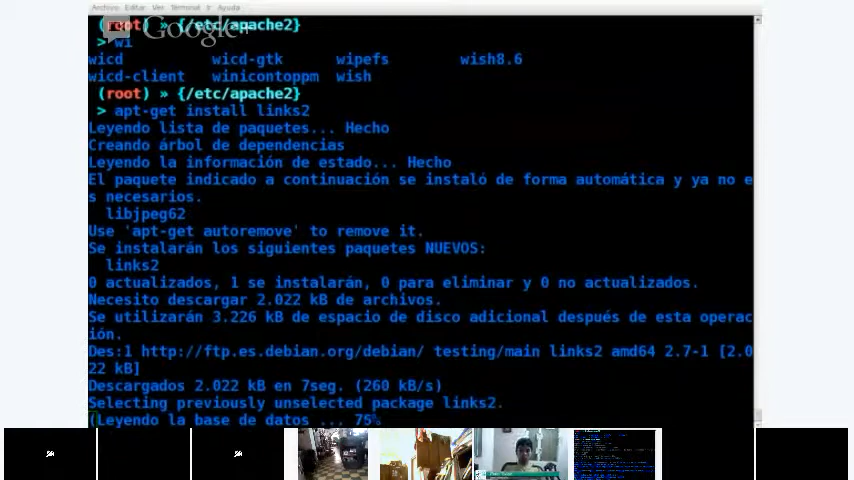 Archivo Editar Ver Terminal Ir Ayuda
(root) » {/etc/apache2}
Google+
> wi
wicd wicd-gtk wipefs wish8.6
wicd-client winicontoppm wish
(root) » {/etc/apache2}
> apt-get install links2
Leyendo lista de paquetes... Hecho
Creando árbol de dependencias
Leyendo la información de estado... Hecho
El paquete indicado a continuación se instaló de forma automática y ya no e
s necesarios.
libjpeg62
Use 'apt-get autoremove' to remove it.
Se instalarán los siguientes paquetes NUEVOS:
links2
0 actualizados, 1 se instalarán, 0 para eliminar y 0 no actualizados.
Necesito descargar 2.022 kB de archivos.
Se utilizarán 3.226 kB de espacio de disco adicional después de esta operac
ión.
Des:1 http://ftp.es.debian.org/debian/ testing/main links2 amd64 2.7-1 [2.0
22 kB]
Descargados 2.022 kB en 7seg. (260 kB/s)
Selecting previously unselected package links2.
(Leyendo la base de datos ... 75%